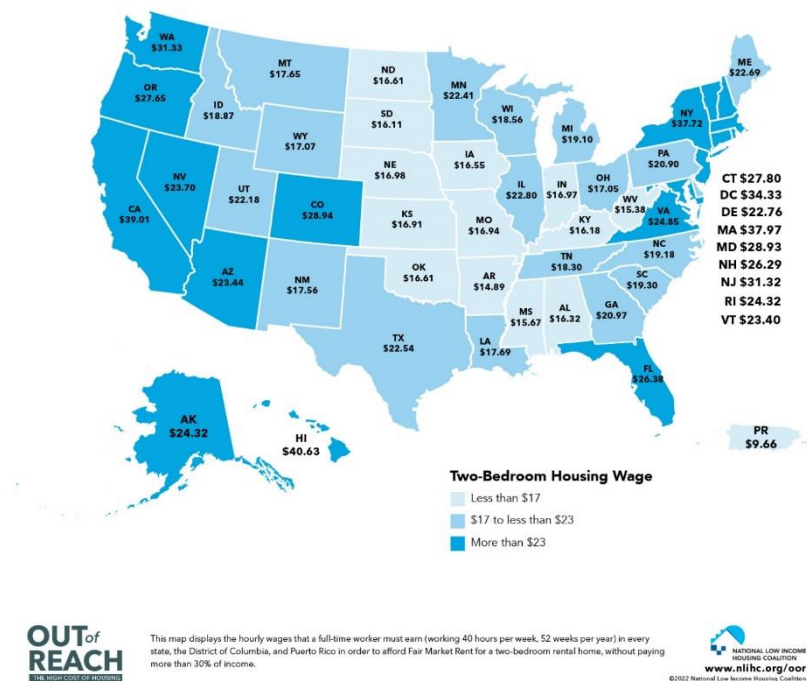 WA
$31.33
OR
$27.65
CA
$39.01
NV
$23.70
ID
$18.87
MT
$17.65
WY
$17.07
UT
$22.18
CO
$28.94
AZ
$23.44
NM
$17.56
ND
$16.61
SD
$16.11
NE
$16.98
KS
$16.91
OK
$16.61
TX
$22.54
MN
$22.41
IA
$16.55
MO
$16.94
AR
$14.89
LA
$17.69
WI
$18.56
IL
$22.80
MI
$19.10
IN
$16.97
OH
$17.05
KY
$16.18
TN
$18.30
MS
$15.67
AL
$16.32
GA
$20.97
FL
$26.38
SC
$19.30
NC
$19.18
VA
$24.85
WV
$15.38
PA
$20.90
NY
$37.72
ME
$22.69
CT $27.80
DC $34.33
DE $22.76
MA $37.97
MD $28.93
NH $26.29
NJ $31.32
RI $24.32
VT $23.40
AK
$24.32
HI
$40.63
PR
$9.66
Two-Bedroom Housing Wage
Less than $17
$17 to less than $23
More than $23
OUT of
REACH
THE HIGH COST OF HOUSING
This map displays the hourly wages that a full-time worker must earn (working 40 hours per week, 52 weeks per year) in every
state, the District of Columbia, and Puerto Rico in order to afford Fair Market Rent for a two-bedroom rental home, without paying
more than 30% of income.
NATIONAL LOW INCOME
HOUSING COALITION
www.nlihc.org/oor
©2022 National Low Income Housing Coalition